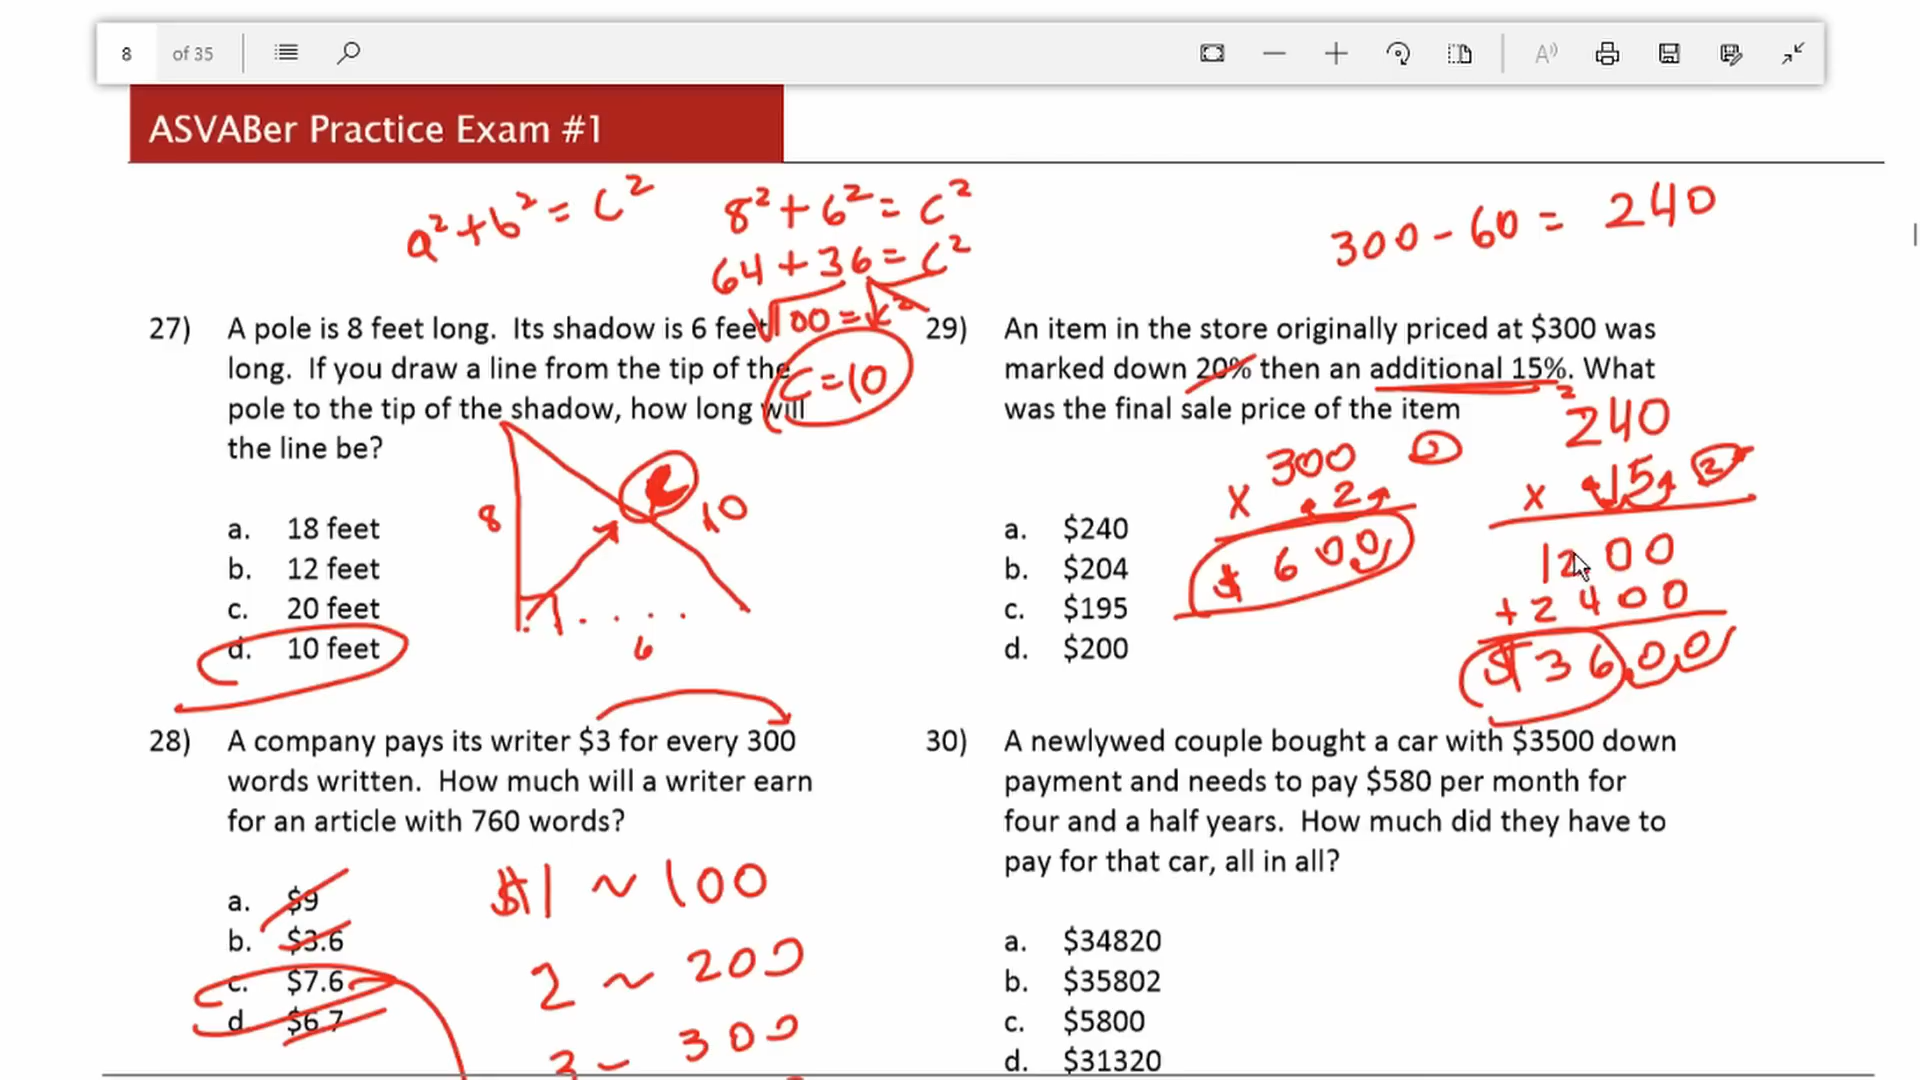 8 of 35
ASVABer Practice Exam #1
a² + b² = c²
8² + 6² = c²
64 + 36 = c²
√100 = √c²
c = 10
300 - 60 = 240
27) A pole is 8 feet long. Its shadow is 6 feet
long. If you draw a line from the tip of the
pole to the tip of the shadow, how long will
the line be?
a. 18 feet
b. 12 feet
c. 20 feet
d. 10 feet
8
10
6
28) A company pays its writer $3 for every 300
words written. How much will a writer earn
for an article with 760 words?
a. $9
b. $3.6
c. $7.6
d. $6.7
$1 ~ 100
2 ~ 200
3 - 300
29) An item in the store originally priced at $300 was
marked down 20% then an additional 15%. What
was the final sale price of the item
a. $240
b. $204
c. $195
d. $200
300
x .2
$ 600
2
240
x .15
2
1200
+ 2400
$36.00
30) A newlywed couple bought a car with $3500 down
payment and needs to pay $580 per month for
four and a half years. How much did they have to
pay for that car, all in all?
a. $34820
b. $35802
c. $5800
d. $31320